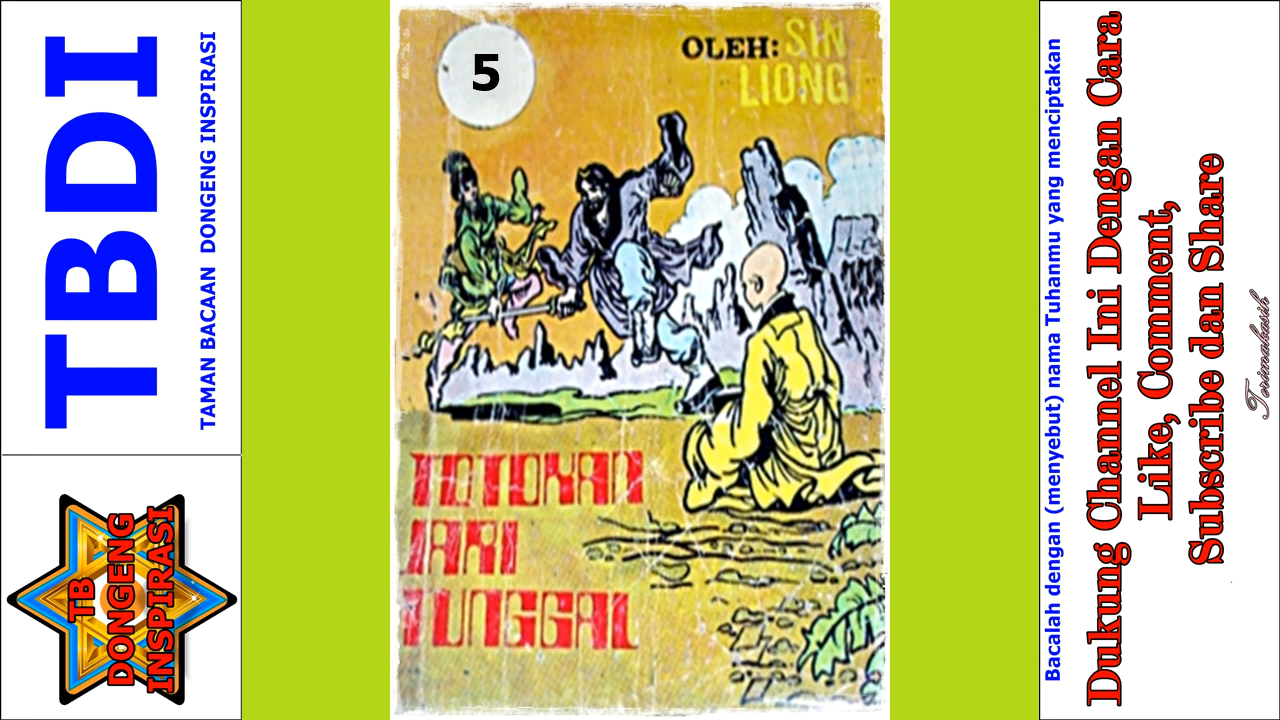 TBDI
TAMAN BACAAN DONGENG INSPIRASI
TB
DONGENG
INSPIRASI
5
OLEH: SIN
LIONG
Bacalah dengan (menyebut) nama Tuhanmu yang menciptakan
Dukung Channel Ini Dengan Cara
Like, Comment,
Subscribe dan Share
Terimakasih